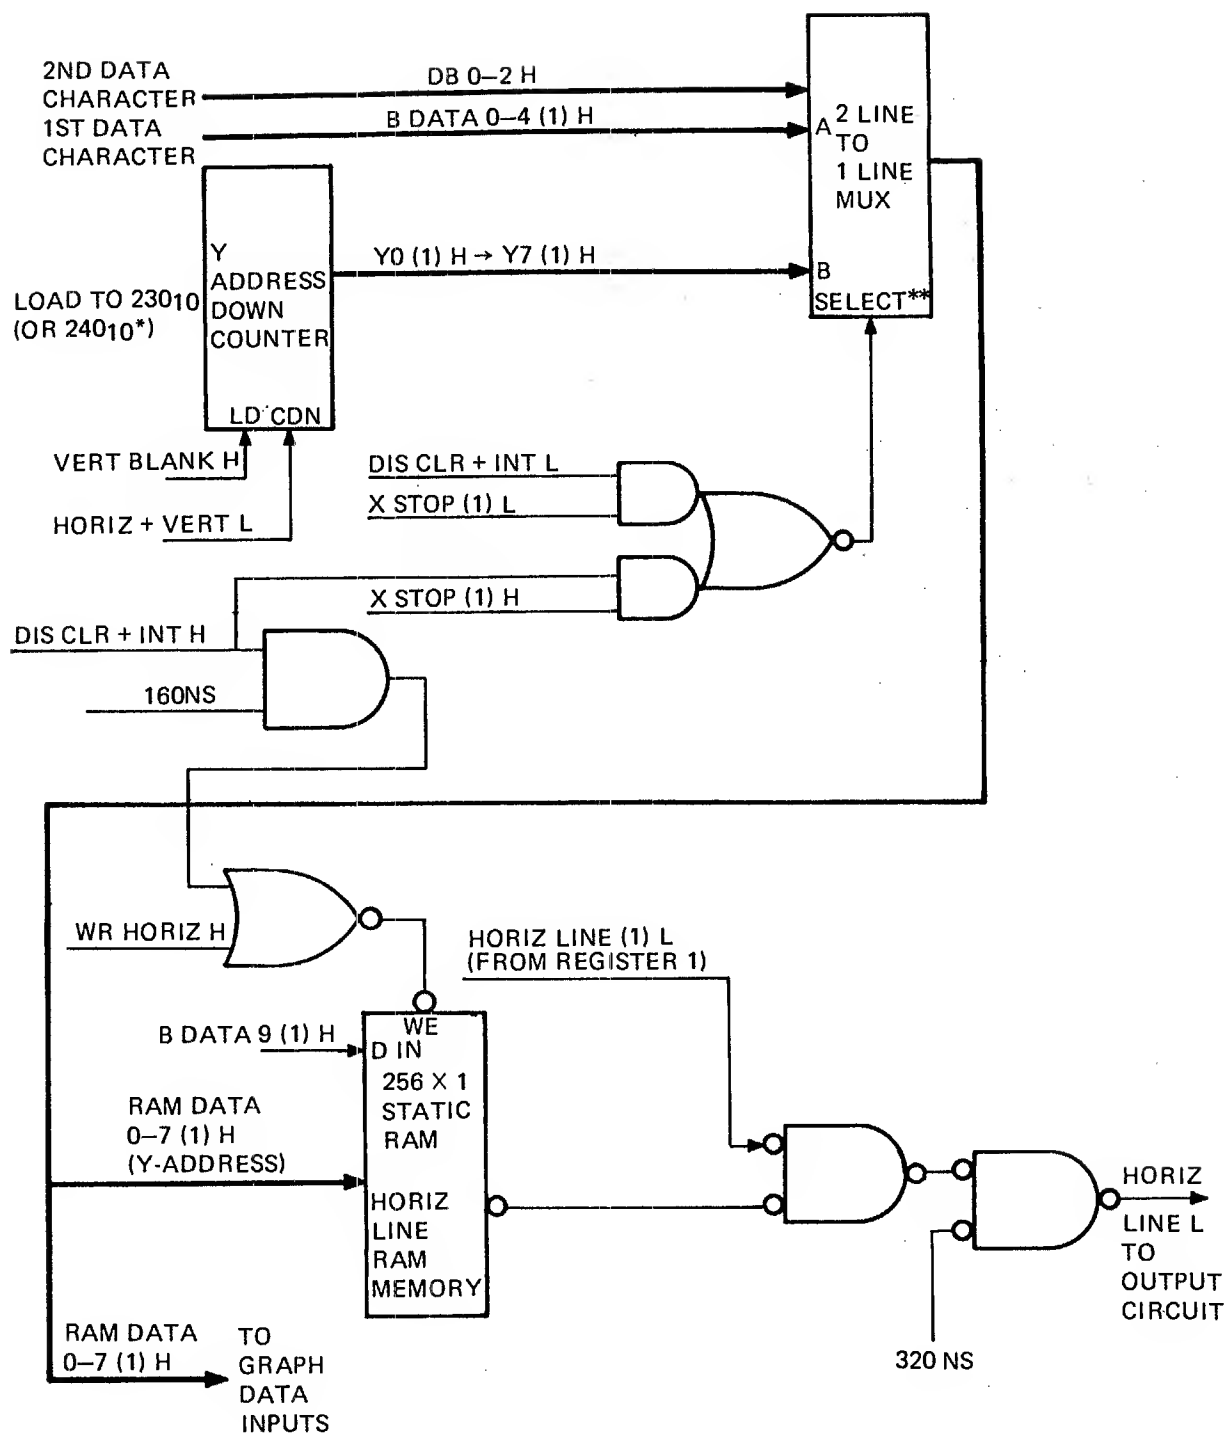 2ND DATA
CHARACTER
DB 0–2 H
1ST DATA
CHARACTER
B DATA 0–4 (1) H
A
2 LINE
TO
1 LINE
MUX
B
SELECT**
Y
ADDRESS
DOWN
COUNTER
LD CDN
Y0 (1) H → Y7 (1) H
LOAD TO 230₁₀
(OR 240₁₀*)
VERT BLANK H
HORIZ + VERT L
DIS CLR + INT L
X STOP (1) L
X STOP (1) H
DIS CLR + INT H
160NS
WR HORIZ H
HORIZ LINE (1) L
(FROM REGISTER 1)
B DATA 9 (1) H
WE
D IN
256 X 1
STATIC
RAM
HORIZ
LINE
RAM
MEMORY
RAM DATA
0–7 (1) H
(Y-ADDRESS)
HORIZ
LINE L
TO
OUTPUT
CIRCUIT
320 NS
RAM DATA
0–7 (1) H
TO
GRAPH
DATA
INPUTS